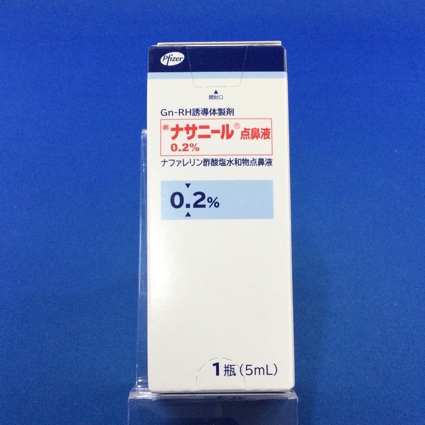 Pfizer
開封口
Gn-RH誘導体製剤
劇 ナサニール® 点鼻液
0.2%
ナファレリン酢酸塩水和物点鼻液
0.2%
1瓶(5mL)